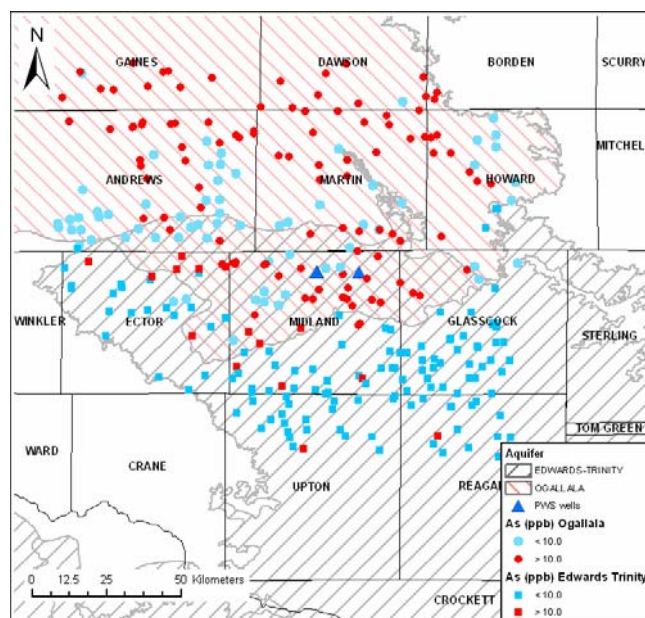 N
GAINES
DAWSON
BORDEN
SCURRY
MITCHEL
ANDREWS
MARTIN
HOWARD
WINKLER
ECTOR
MIDLAND
GLASSCOCK
STERLING
TOM GREEN
WARD
CRANE
UPTON
REAGAN
CROCKETT
0 12.5 25 50 Kilometers
Aquifer
EDWARDS-TRINITY
OGALLALA
PWS wells
As (ppb) Ogallala
<10.0
>10.0
As (ppb) Edwards Trinity
<10.0
>10.0